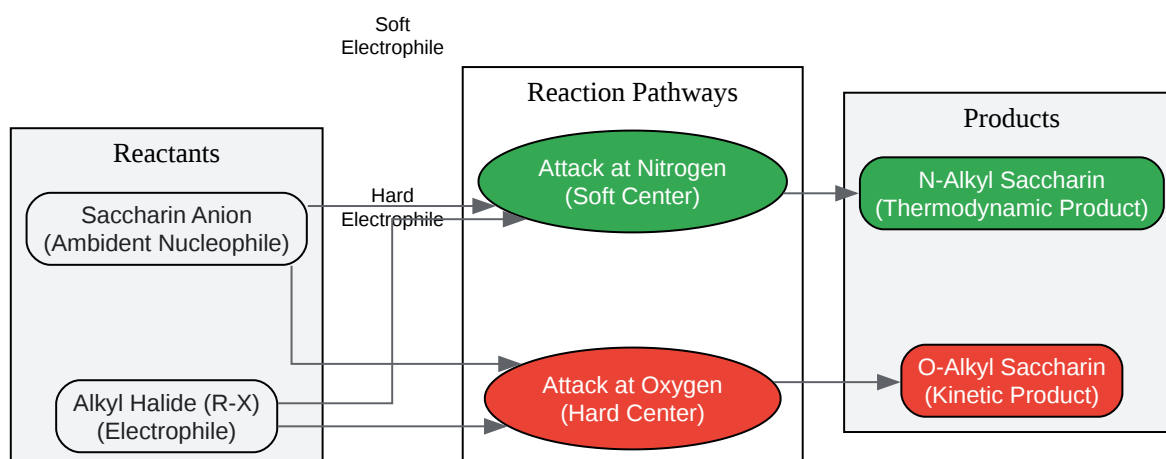 Soft
Electrophile
Reaction Pathways
Products
Reactants
Attack at Nitrogen
(Soft Center)
N-Alkyl Saccharin
(Thermodynamic Product)
Hard
Electrophile
Saccharin Anion
(Ambident Nucleophile)
Attack at Oxygen
(Hard Center)
O-Alkyl Saccharin
(Kinetic Product)
Alkyl Halide (R-X)
(Electrophile)